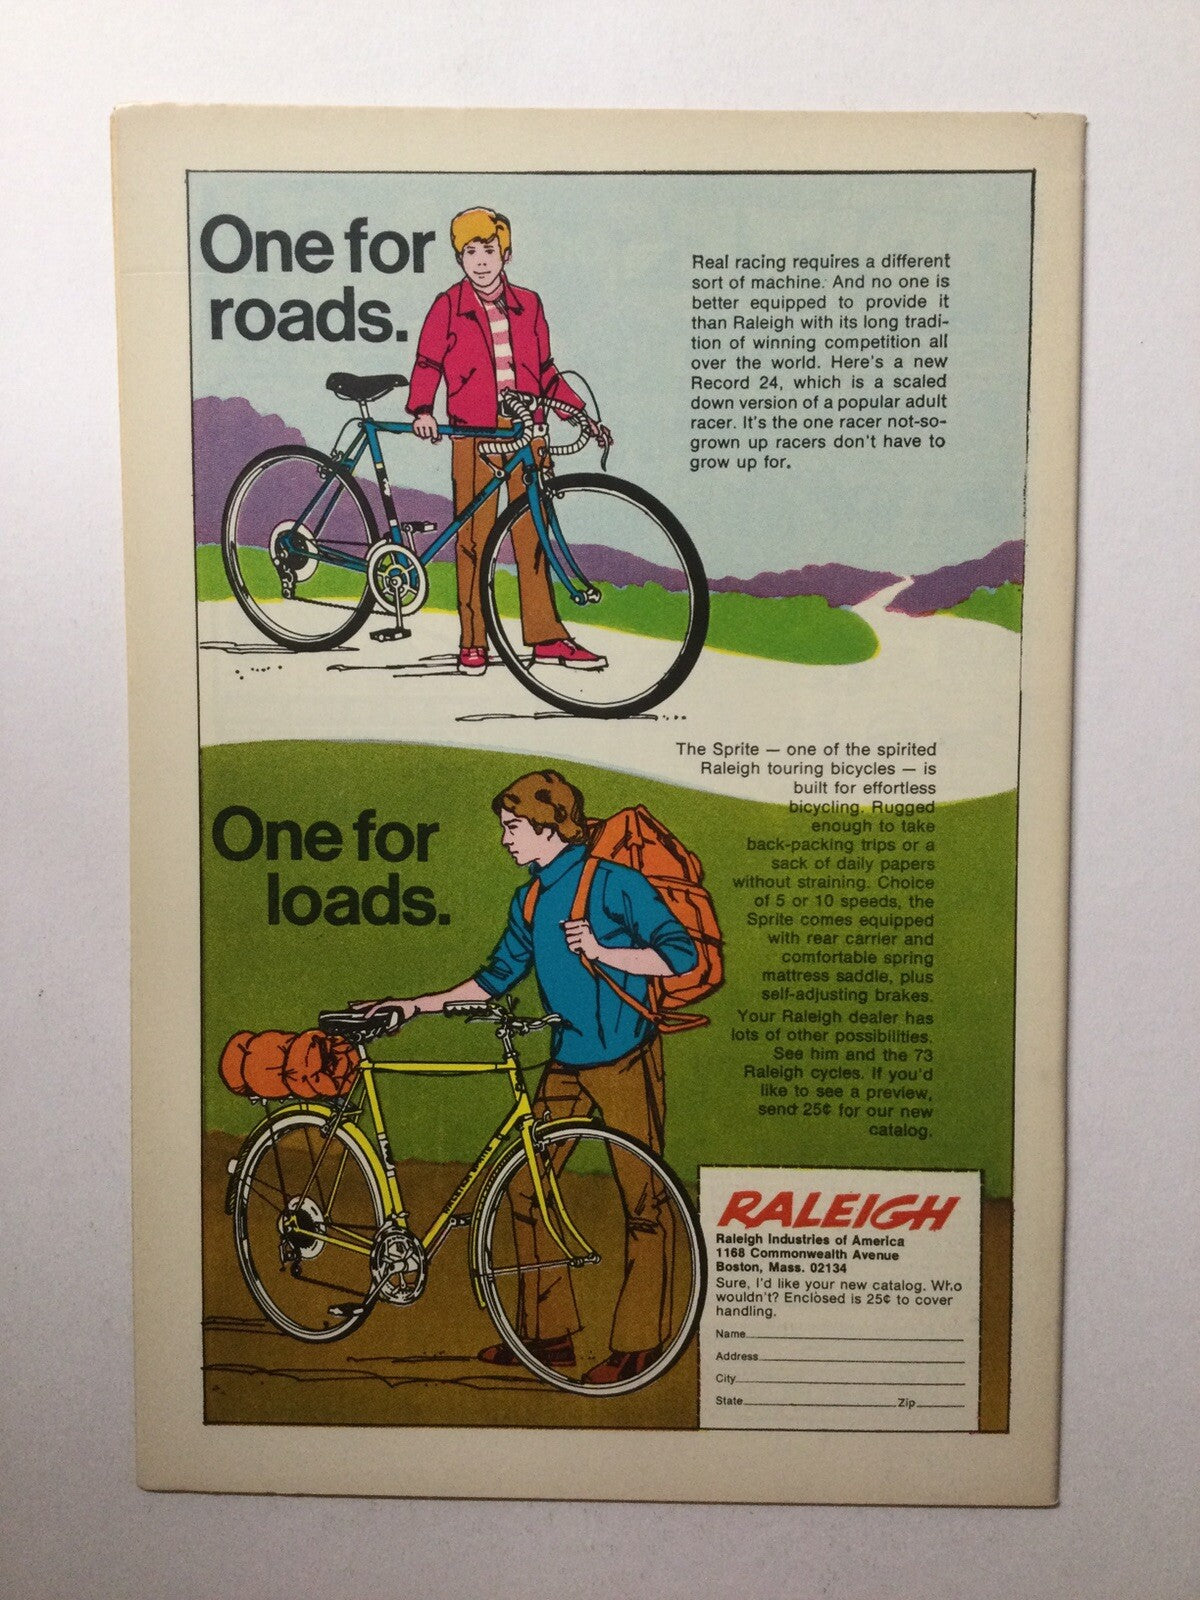 One for
roads.
Real racing requires a different
sort of machine. And no one is
better equipped to provide it
than Raleigh with its long tradi-
tion of winning competition all
over the world. Here's a new
Record 24, which is a scaled
down version of a popular adult
racer. It's the one racer not-so-
grown up racers don't have to
grow up for.
The Sprite — one of the spirited
Raleigh touring bicycles — is
built for effortless
bicycling. Rugged
enough to take
back-packing trips or a
sack of daily papers
without straining. Choice
of 5 or 10 speeds, the
Sprite comes equipped
with rear carrier and
comfortable spring
mattress saddle, plus
self-adjusting brakes.
Your Raleigh dealer has
lots of other possibilities.
See him and the 73
Raleigh cycles. If you'd
like to see a preview,
send 25¢ for our new
catalog.
One for
loads.
RALEIGH
Raleigh Industries of America
1168 Commonwealth Avenue
Boston, Mass. 02134
Sure, I'd like your new catalog. Who
wouldn't? Enclosed is 25¢ to cover
handling.
Name
Address
City
State Zip